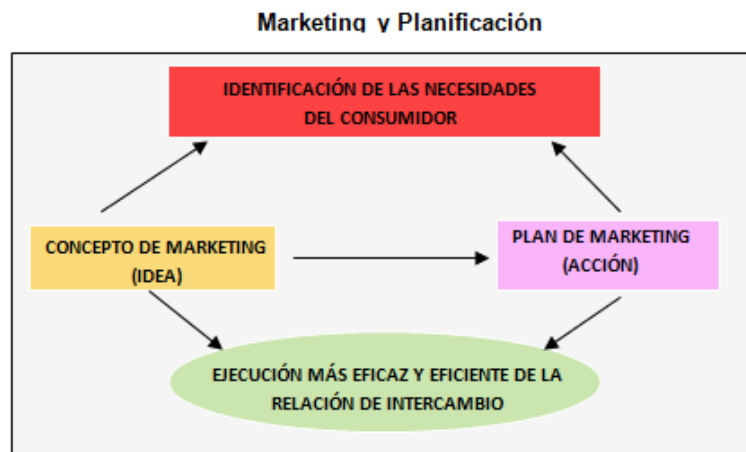 Marketing y Planificación
IDENTIFICACIÓN DE LAS NECESIDADES
DEL CONSUMIDOR
CONCEPTO DE MARKETING
(IDEA)
PLAN DE MARKETING
(ACCIÓN)
EJECUCIÓN MÁS EFICAZ Y EFICIENTE DE LA
RELACIÓN DE INTERCAMBIO